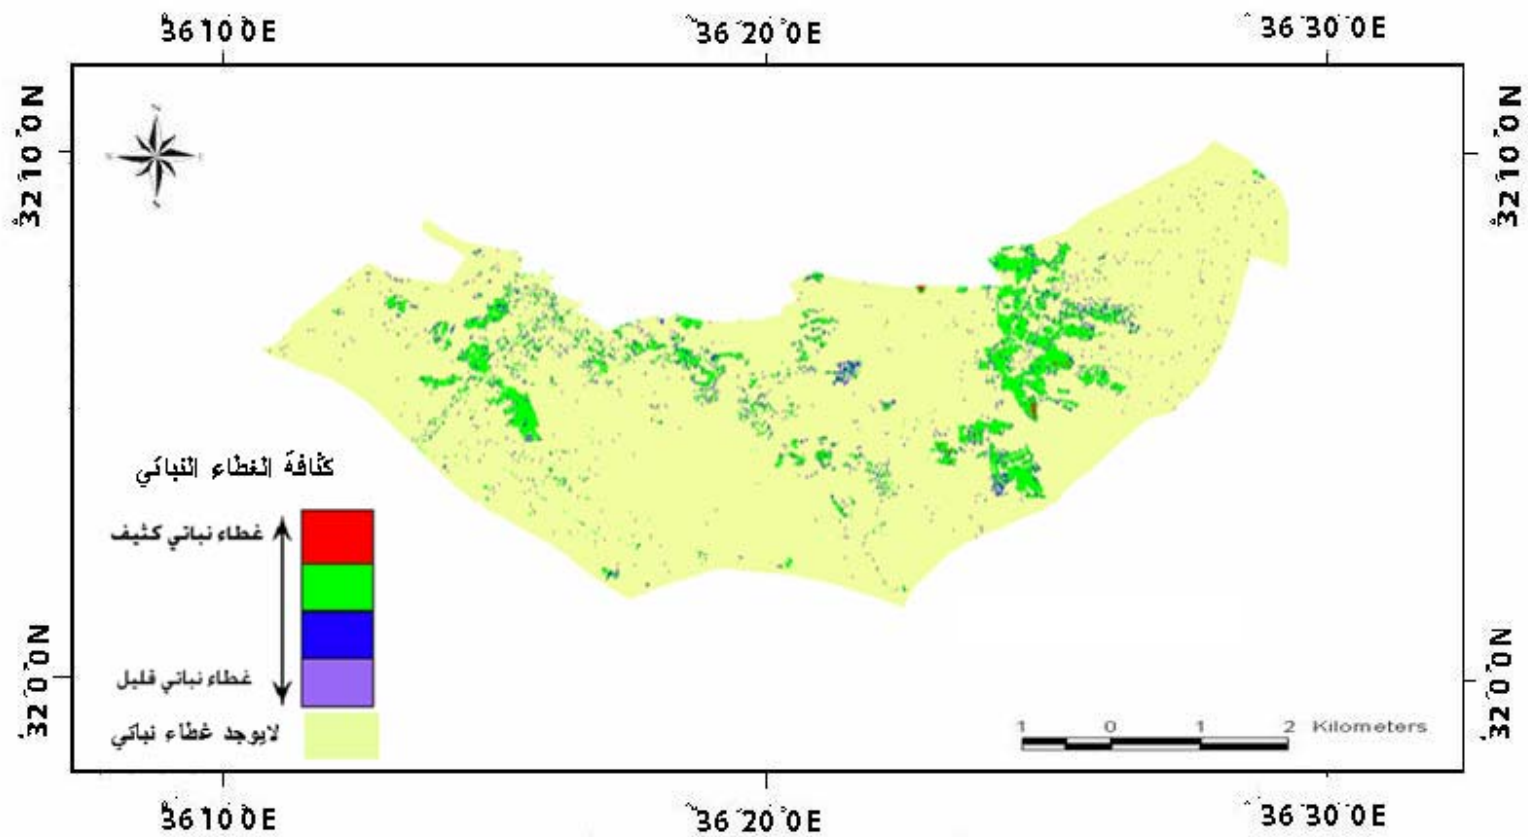 36°10'0"E 36°20'0"E 36°30'0"E
32°10'0"N 32°10'0"N
كثافة الغطاء النباتي
غطاء نباتي كثيف
غطاء نباتي قليل
لايوجد غطاء نباتي
32°0'0"N 32°0'0"N
1 0 1 2 Kilometers
36°10'0"E 36°20'0"E 36°30'0"E